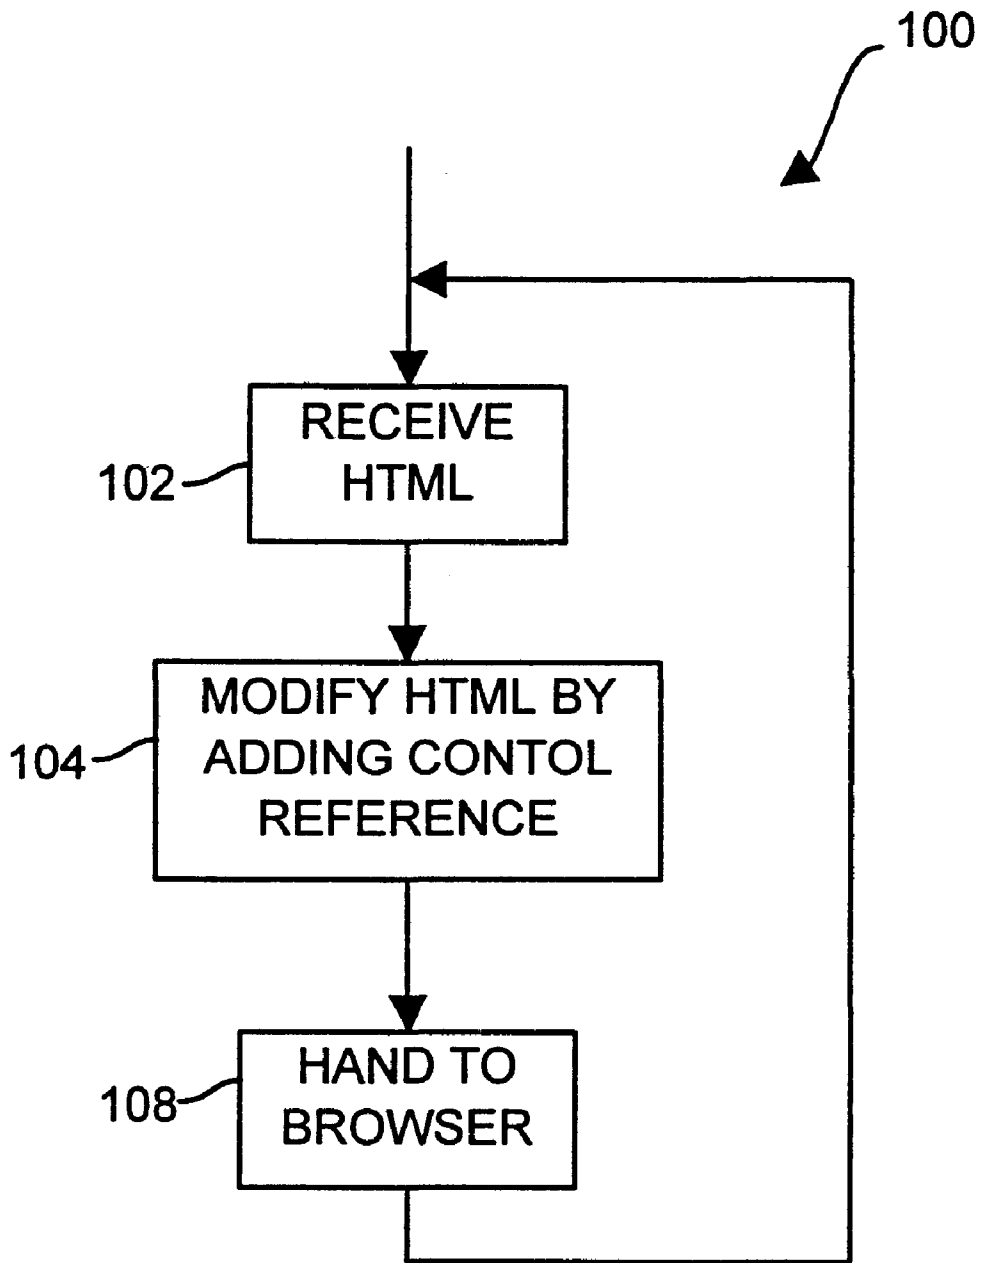 100
RECEIVE
HTML
102
MODIFY HTML BY
ADDING CONTOL
REFERENCE
104
HAND TO
BROWSER
108